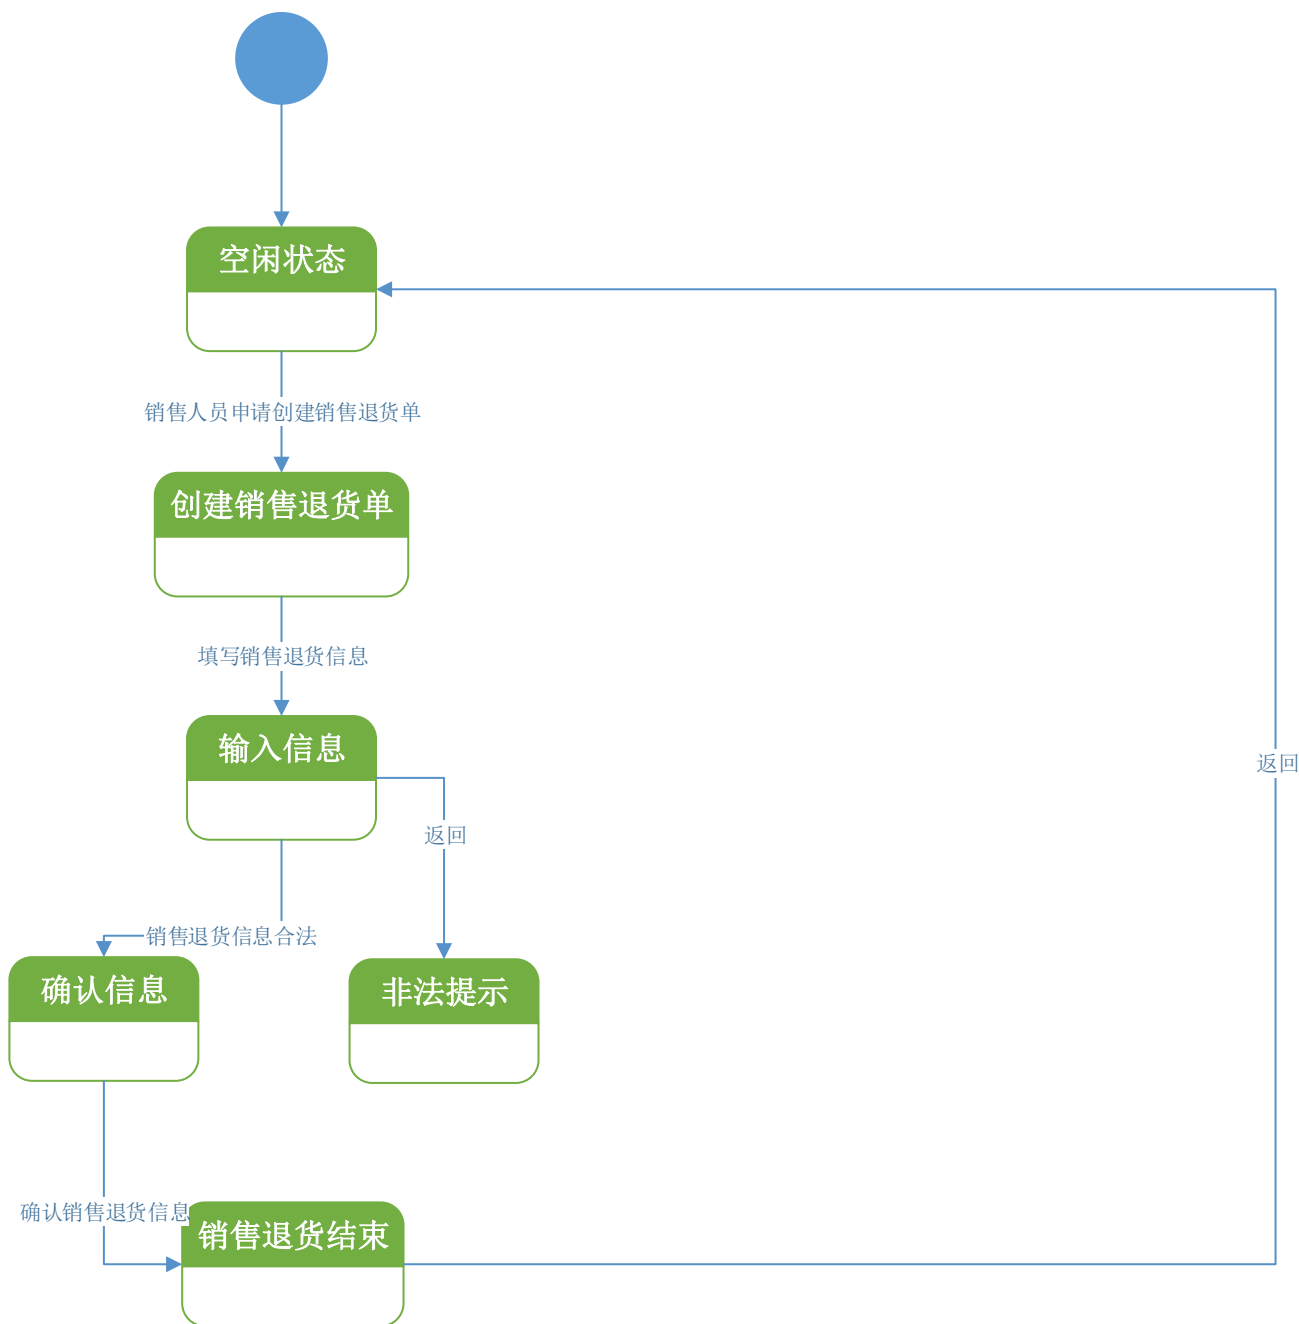 空闲状态
销售人员申请创建销售退货单
创建销售退货单
填写销售退货信息
输入信息
返回
返回
销售退货信息合法
确认信息
非法提示
确认销售退货信息
销售退货结束